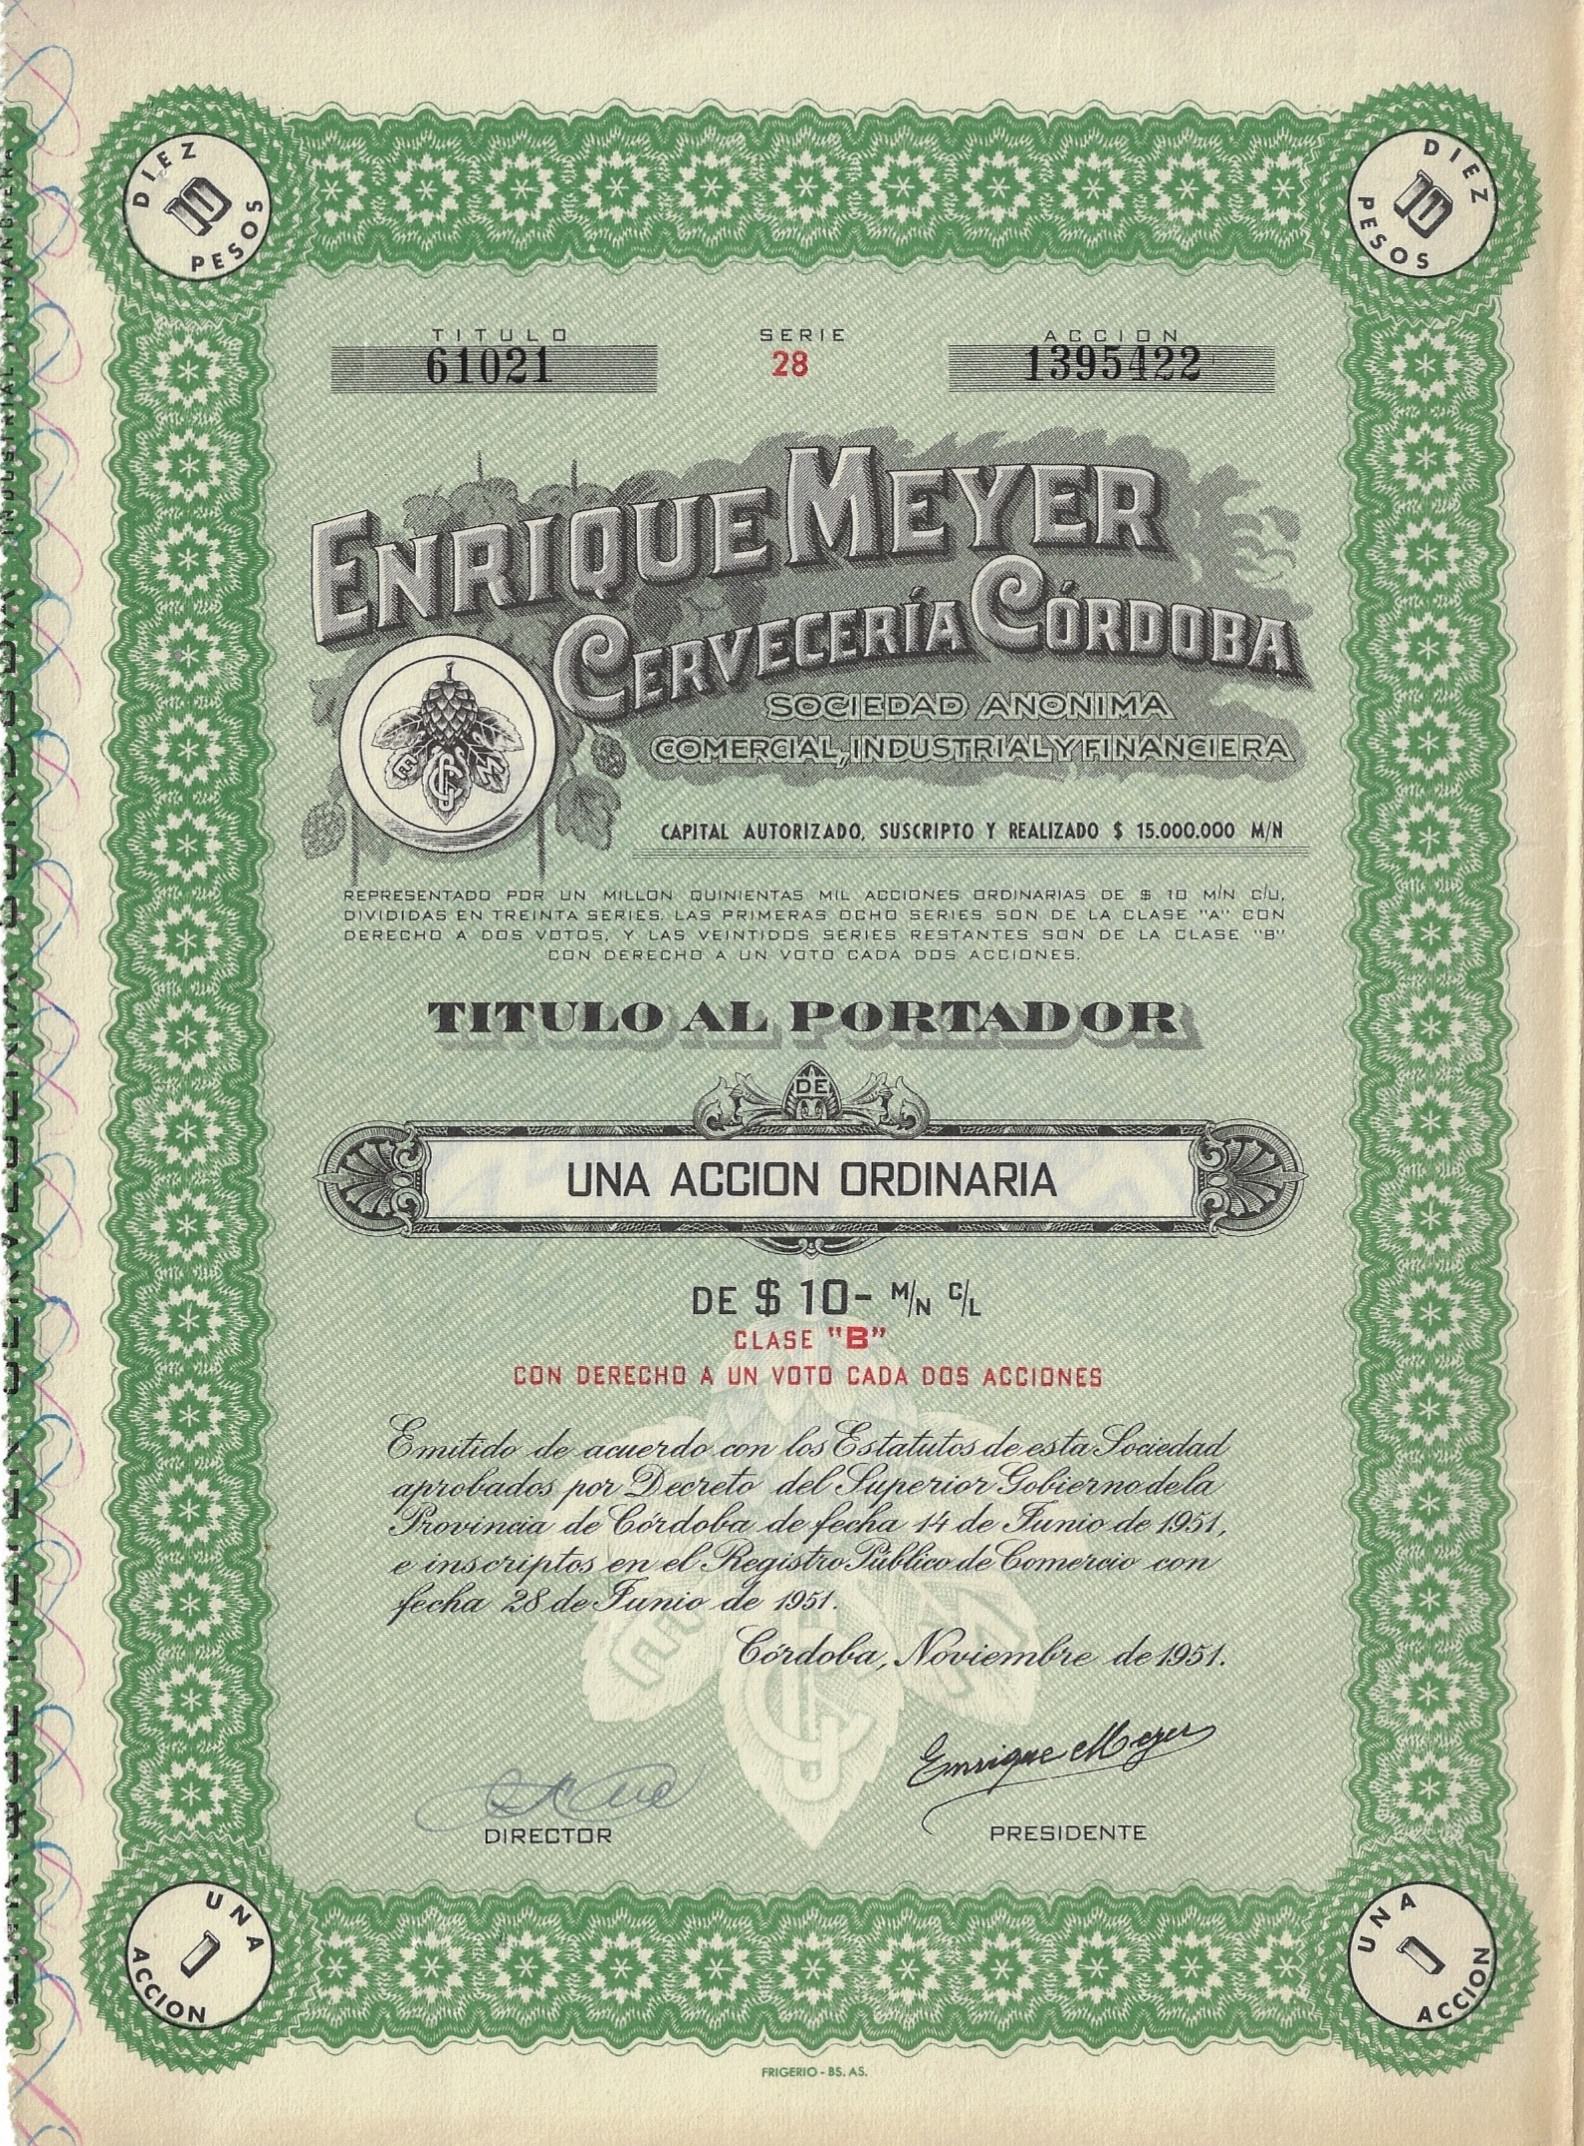 DIEZ 10 PESOS
DIEZ 10 PESOS
TITULO SERIE ACCION
61021 28 1395422
ENRIQUE MEYER
CERVECERÍA CÓRDOBA
SOCIEDAD ANONIMA
COMERCIAL, INDUSTRIAL Y FINANCIERA
E C C M
CAPITAL AUTORIZADO, SUSCRIPTO Y REALIZADO $ 15.000.000 M/N
REPRESENTADO POR UN MILLON QUINIENTAS MIL ACCIONES ORDINARIAS DE $ 10 M/N C/U,
DIVIDIDAS EN TREINTA SERIES. LAS PRIMERAS OCHO SERIES SON DE LA CLASE "A" CON
DERECHO A DOS VOTOS, Y LAS VEINTIDOS SERIES RESTANTES SON DE LA CLASE "B"
CON DERECHO A UN VOTO CADA DOS ACCIONES.
TITULO AL PORTADOR
DE
UNA ACCION ORDINARIA
DE $ 10- M/N C/L
CLASE "B"
CON DERECHO A UN VOTO CADA DOS ACCIONES
Emitido de acuerdo con los Estatutos de esta Sociedad
aprobados por Decreto del Superior Gobierno de la
Provincia de Córdoba de fecha 14 de Junio de 1951,
e inscriptos en el Registro Público de Comercio con
fecha 28 de Junio de 1951.
Córdoba, Noviembre de 1951.
Enrique Meyer
DIRECTOR PRESIDENTE
UNA 1 ACCION
UNA 1 ACCION
FRIGERIO - BS. AS.